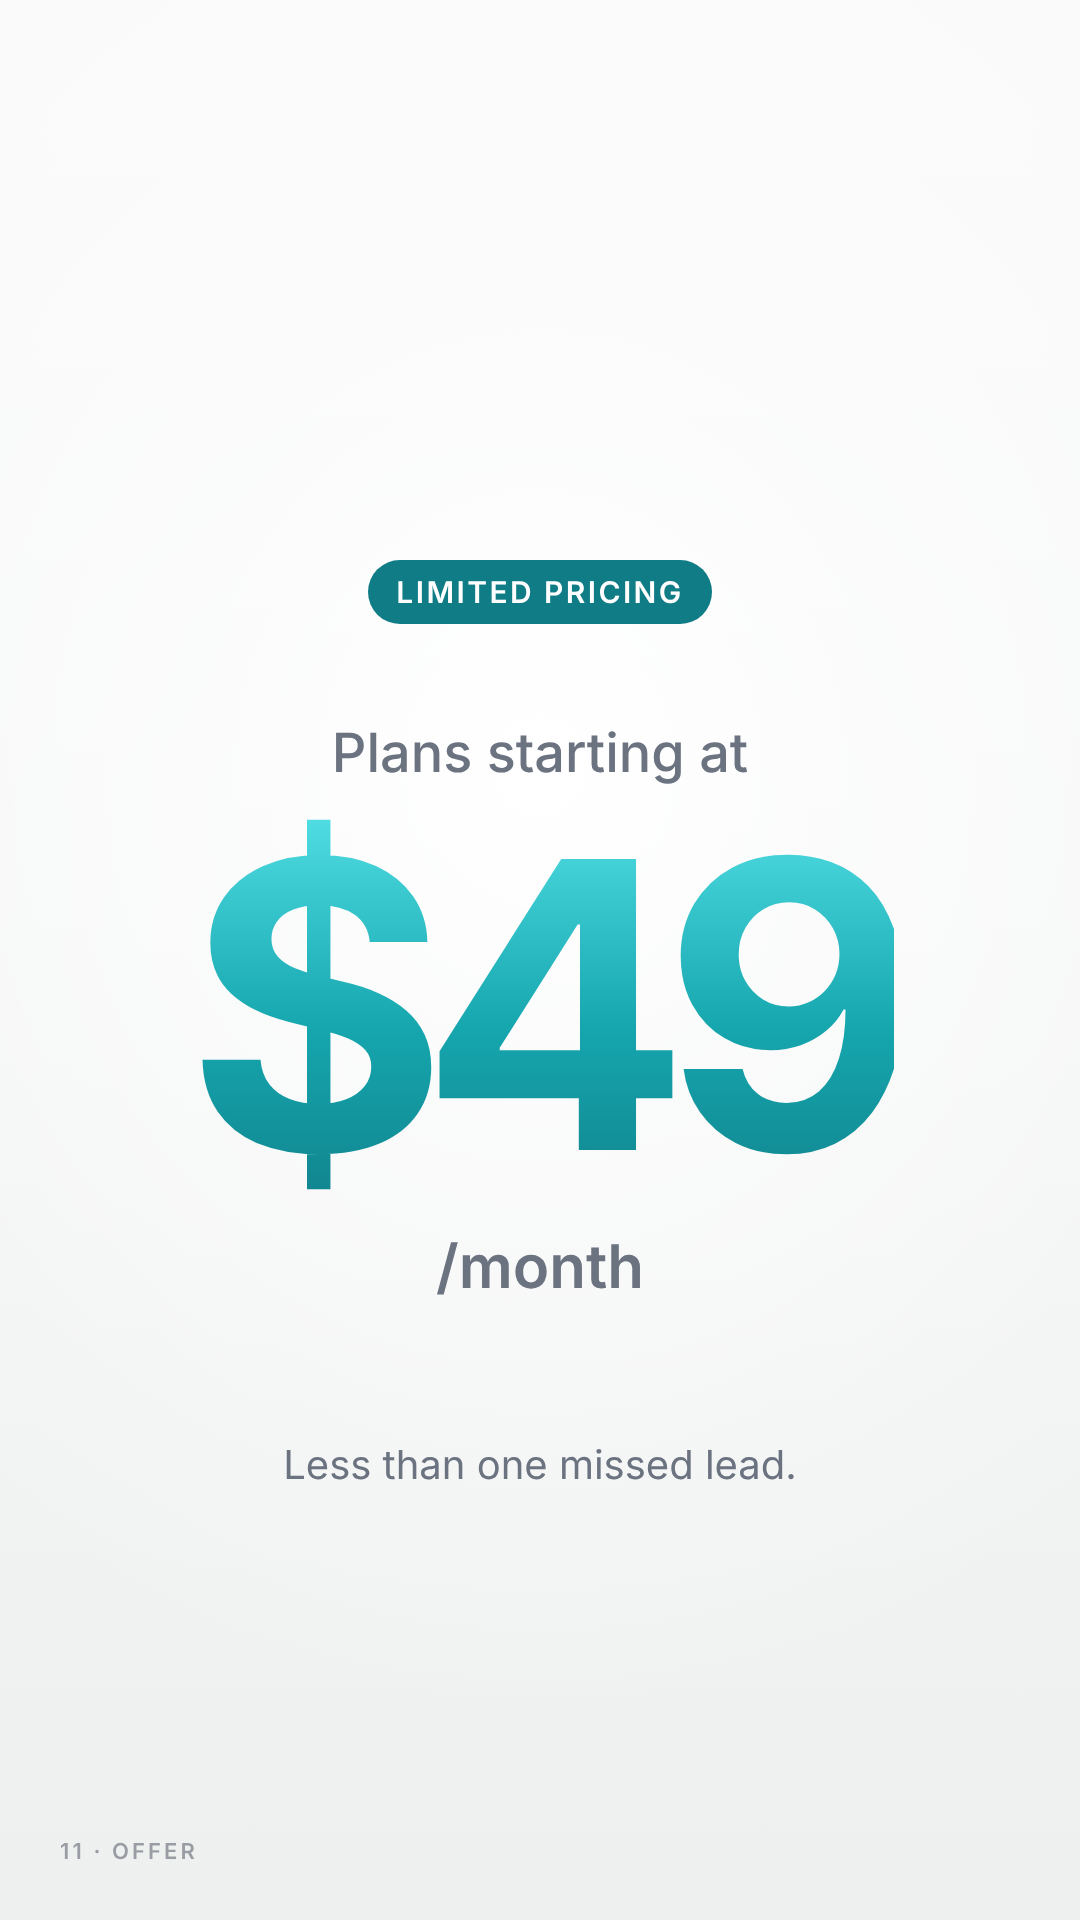 LIMITED PRICING
Plans starting at
$49
/month
Less than one missed lead.
11 · OFFER